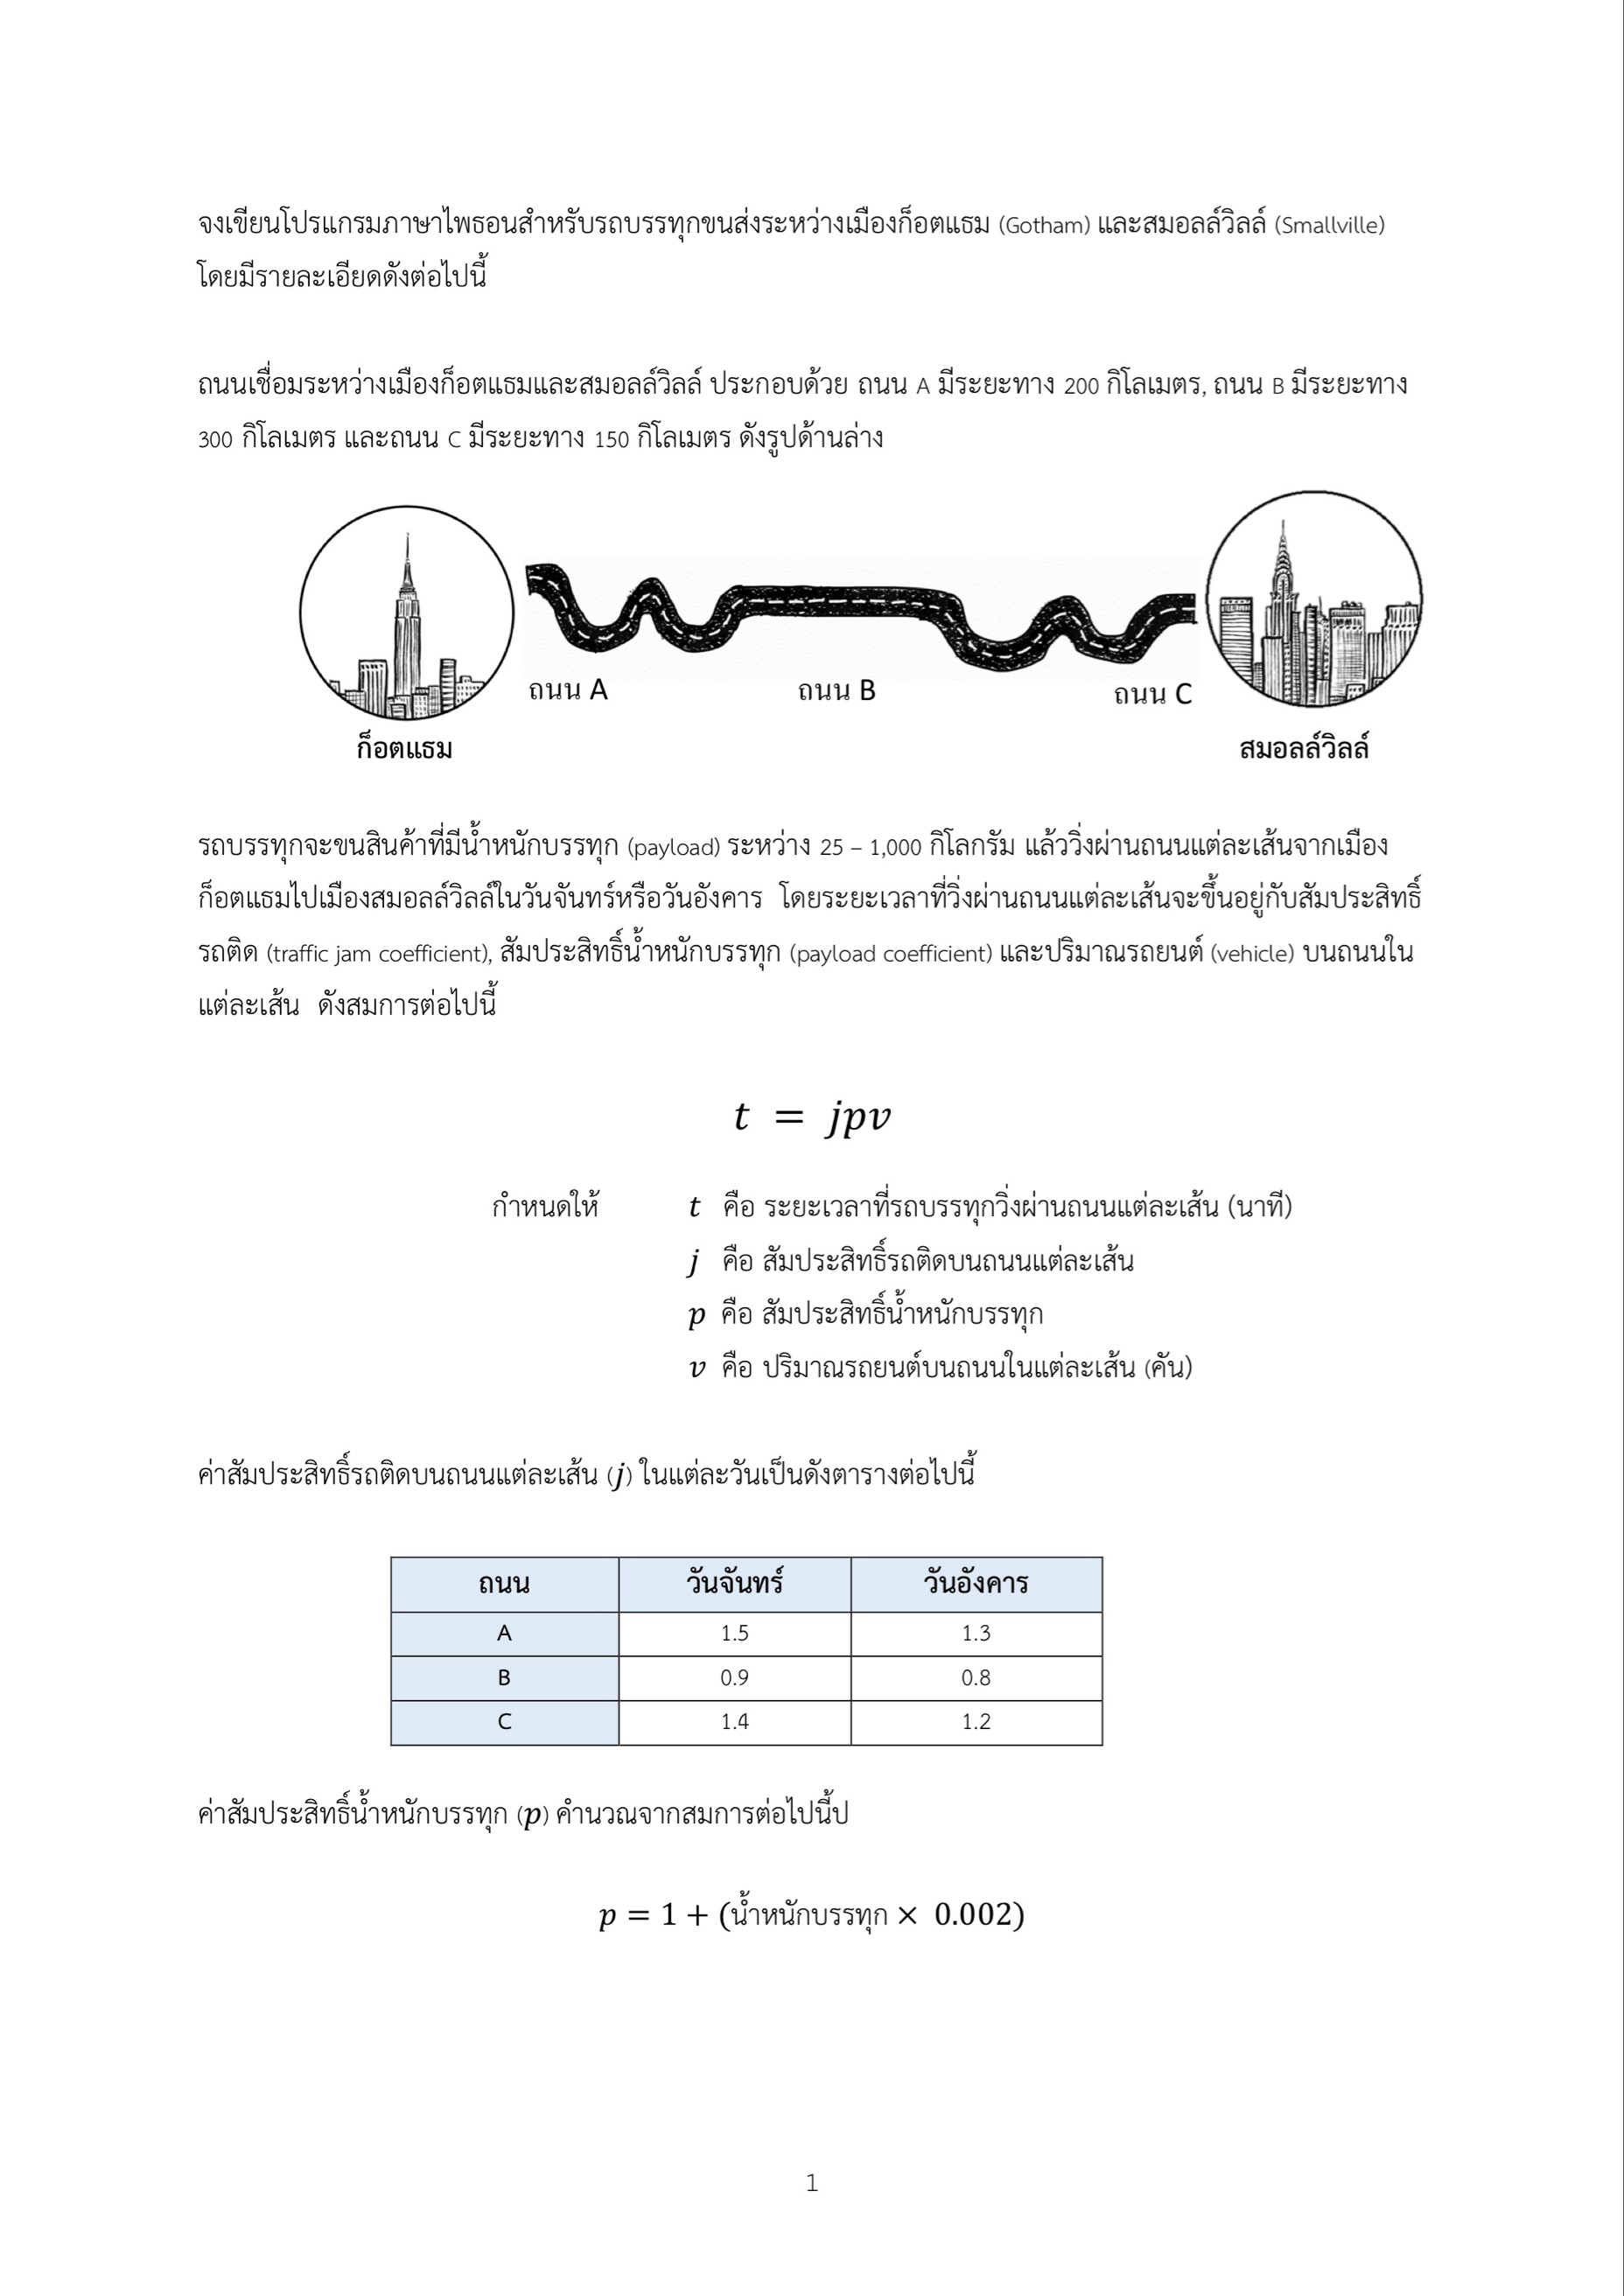 จงเขียนโปรแกรมภาษาไพธอนสำหรับรถบรรทุกขนส่งระหว่างเมืองก็อตแธม (Gotham) และสมอลล์วิลล์ (Smallville)
โดยมีรายละเอียดดังต่อไปนี้
ถนนเชื่อมระหว่างเมืองก็อตแธมและสมอลล์วิลล์ ประกอบด้วย ถนน A มีระยะทาง 200 กิโลเมตร, ถนน B มีระยะทาง
300 กิโลเมตร และถนน C มีระยะทาง 150 กิโลเมตร ดังรูปด้านล่าง
ถนน A ถนน B ถนน C
ก็อตแธม สมอลล์วิลล์
รถบรรทุกจะขนสินค้าที่มีน้ำหนักบรรทุก (payload) ระหว่าง 25 – 1,000 กิโลกรัม แล้ววิ่งผ่านถนนแต่ละเส้นจากเมือง
ก็อตแธมไปเมืองสมอลล์วิลล์ในวันจันทร์หรือวันอังคาร โดยระยะเวลาที่วิ่งผ่านถนนแต่ละเส้นจะขึ้นอยู่กับสัมประสิทธิ์
รถติด (traffic jam coefficient), สัมประสิทธิ์น้ำหนักบรรทุก (payload coefficient) และปริมาณรถยนต์ (vehicle) บนถนนใน
แต่ละเส้น ดังสมการต่อไปนี้
t = jpv
กำหนดให้ t คือ ระยะเวลาที่รถบรรทุกวิ่งผ่านถนนแต่ละเส้น (นาที)
j คือ สัมประสิทธิ์รถติดบนถนนแต่ละเส้น
p คือ สัมประสิทธิ์น้ำหนักบรรทุก
v คือ ปริมาณรถยนต์บนถนนในแต่ละเส้น (คัน)
ค่าสัมประสิทธิ์รถติดบนถนนแต่ละเส้น (j) ในแต่ละวันเป็นดังตารางต่อไปนี้
ถนน วันจันทร์ วันอังคาร
A 1.5 1.3
B 0.9 0.8
C 1.4 1.2
ค่าสัมประสิทธิ์น้ำหนักบรรทุก (p) คำนวณจากสมการต่อไปนี้ป
p = 1 + (น้ำหนักบรรทุก × 0.002)
1